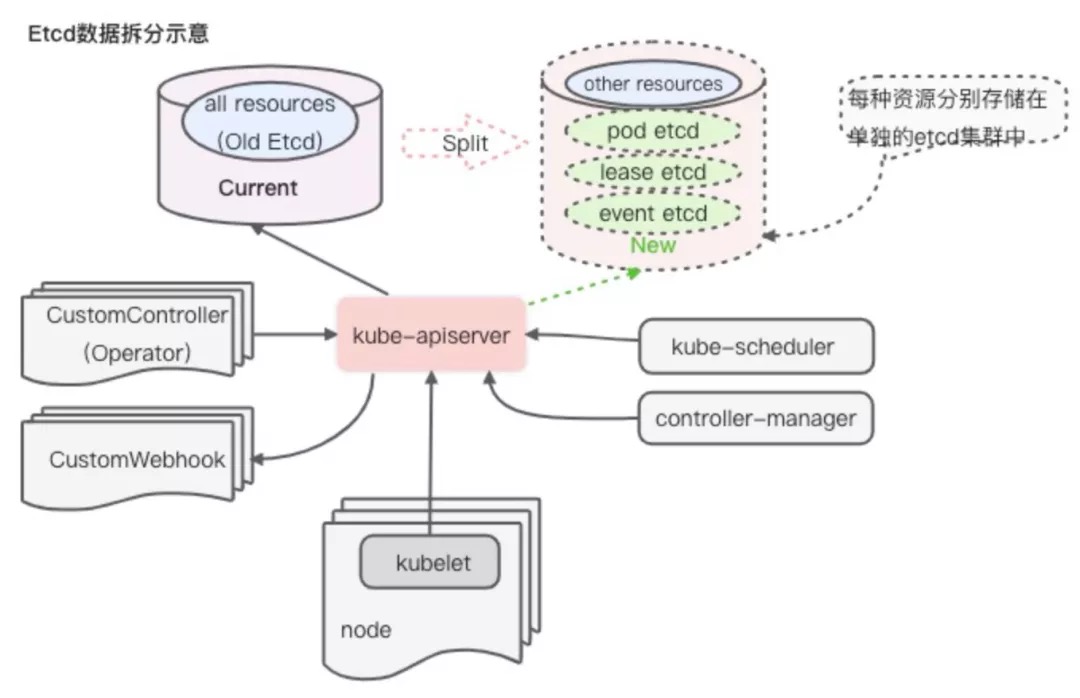 Etcd数据拆分示意
all resources
(Old Etcd)
Current
Split
other resources
pod etcd
lease etcd
event etcd
New
每种资源分别存储在
单独的etcd集群中
CustomController
(Operator)
kube-apiserver
kube-scheduler
controller-manager
CustomWebhook
kubelet
node